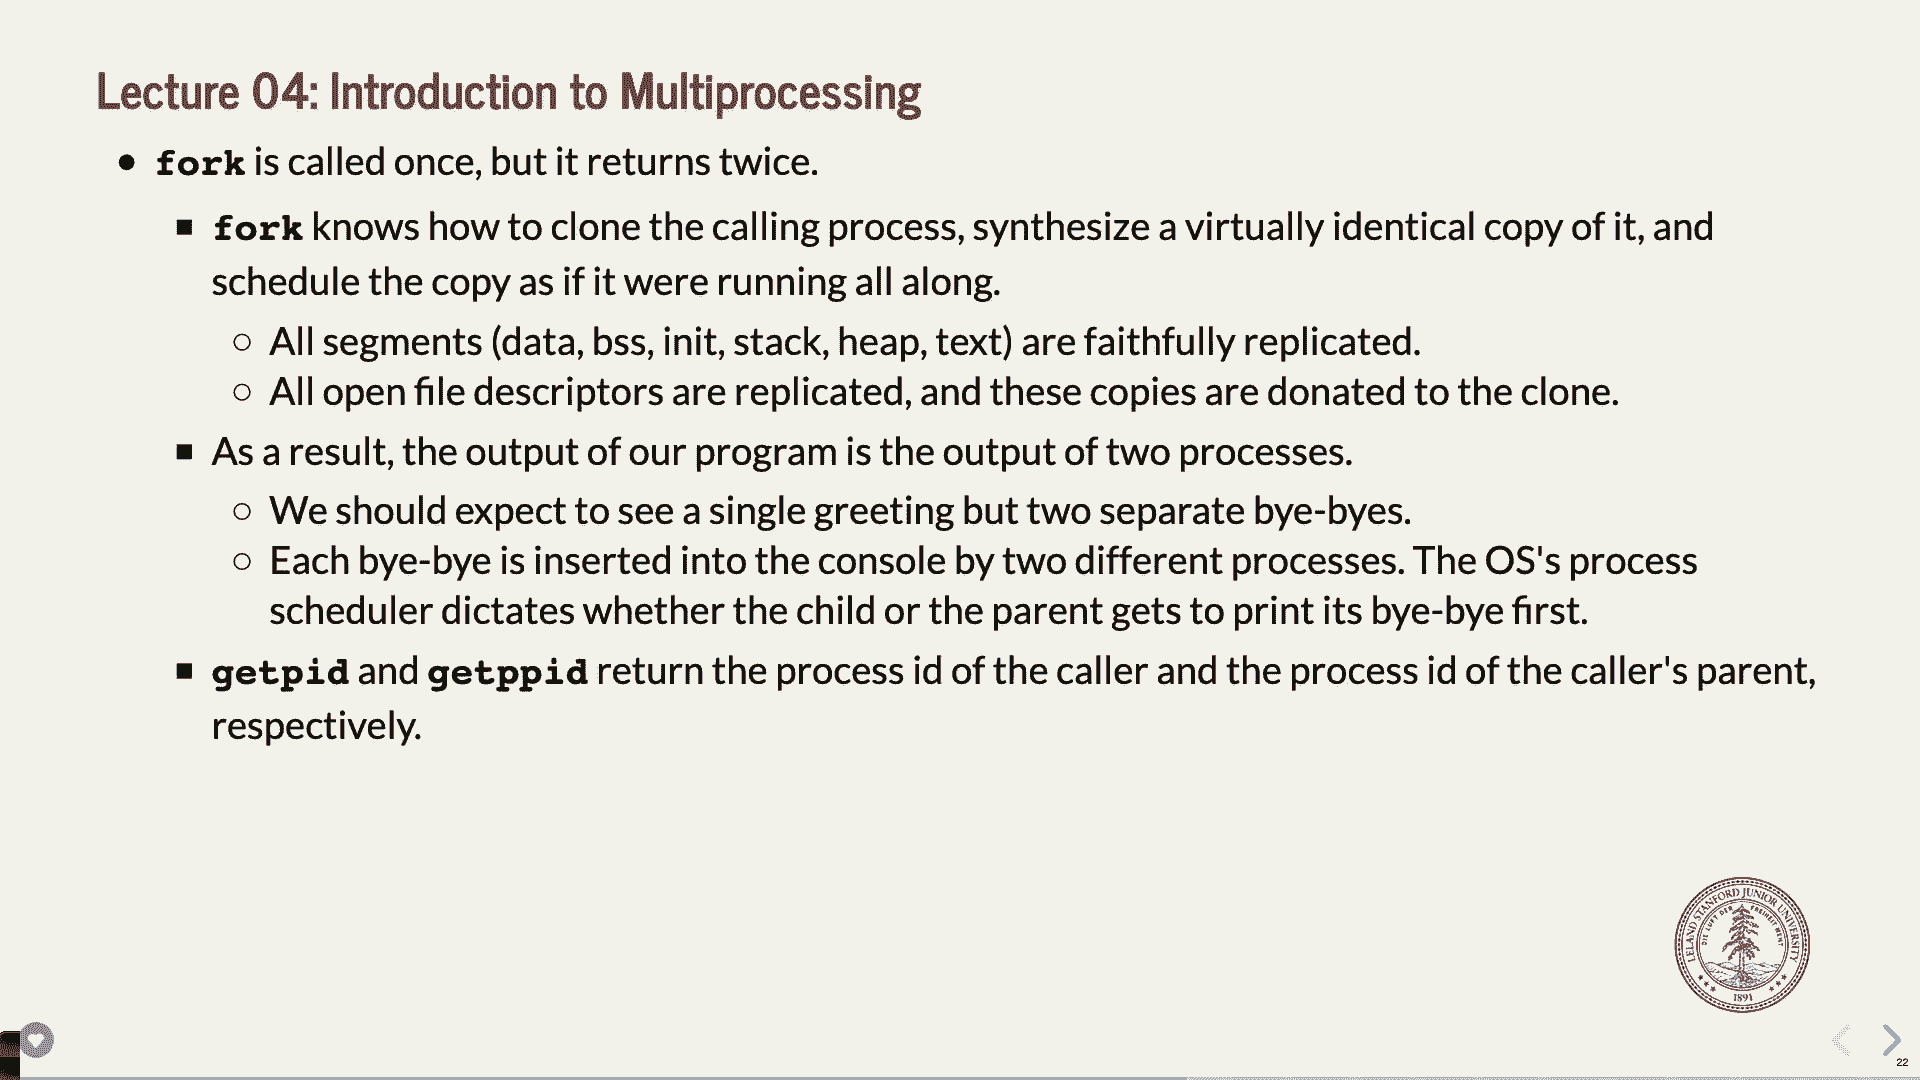 Lecture 04: Introduction to Multiprocessing
● fork is called once, but it returns twice.
■ fork knows how to clone the calling process, synthesize a virtually identical copy of it, and
schedule the copy as if it were running all along.
○ All segments (data, bss, init, stack, heap, text) are faithfully replicated.
○ All open file descriptors are replicated, and these copies are donated to the clone.
■ As a result, the output of our program is the output of two processes.
○ We should expect to see a single greeting but two separate bye-byes.
○ Each bye-bye is inserted into the console by two different processes. The OS's process
scheduler dictates whether the child or the parent gets to print its bye-bye first.
■ getpid and getppid return the process id of the caller and the process id of the caller's parent,
respectively.
LELAND STANFORD JUNIOR UNIVERSITY
DIE LUFT DER FREIHEIT WEHT
1891
22